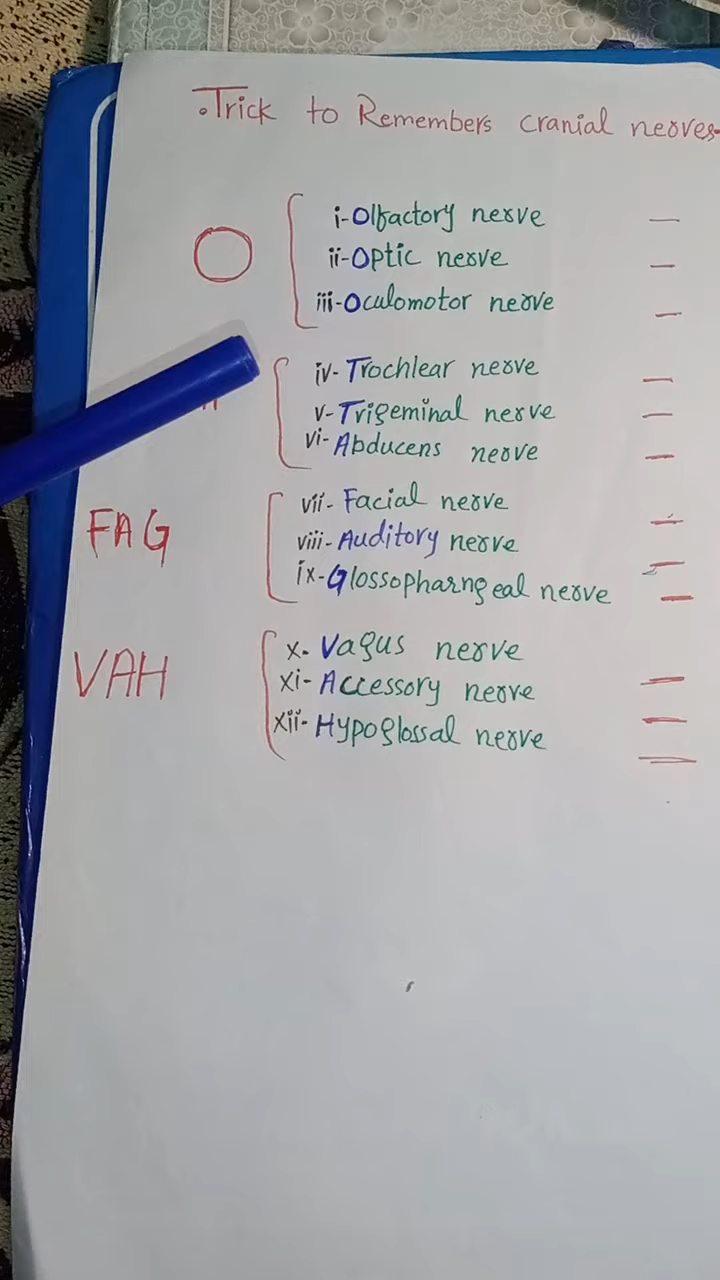 .Trick to Remembers cranial nerves.
O
i-Olfactory nerve
ii-Optic nerve
iii-Oculomotor nerve
iv-Trochlear nerve
v-Trigeminal nerve
vi-Abducens nerve
FAG
vii-Facial nerve
viii-Auditory nerve
ix-Glossopharngeal nerve
VAH
x-Vagus nerve
xi-Accessory nerve
xii-Hypoglossal nerve